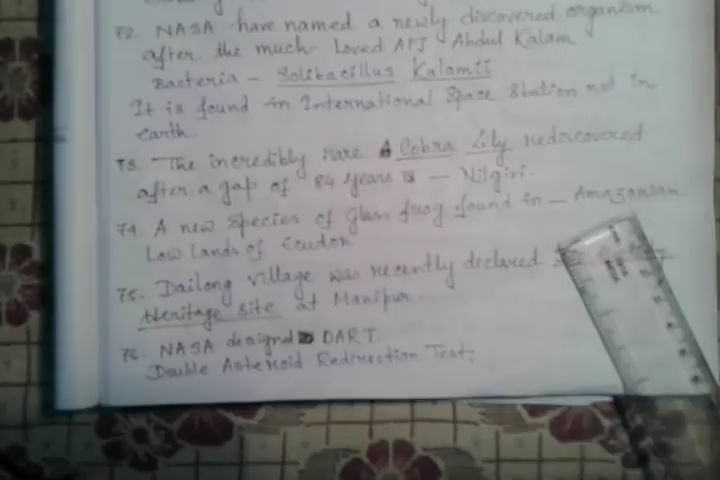 72. NASA have named a newly discovered organism
after the much loved APJ Abdul Kalam
Bacteria - Solibacillus Kalamii
It is found in International Space Station not in
earth.
73. The incredibly rare Cobra Lily rediscovered
after a gap of 84 years - Nilgiri.
74. A new species of glass frog found in - Amazonian
Low lands of Ecudor
75. Dailong village was recently declared
Heritage site at Manipur.
76. NASA designd DART.
Double Asteroid Redirection Test.